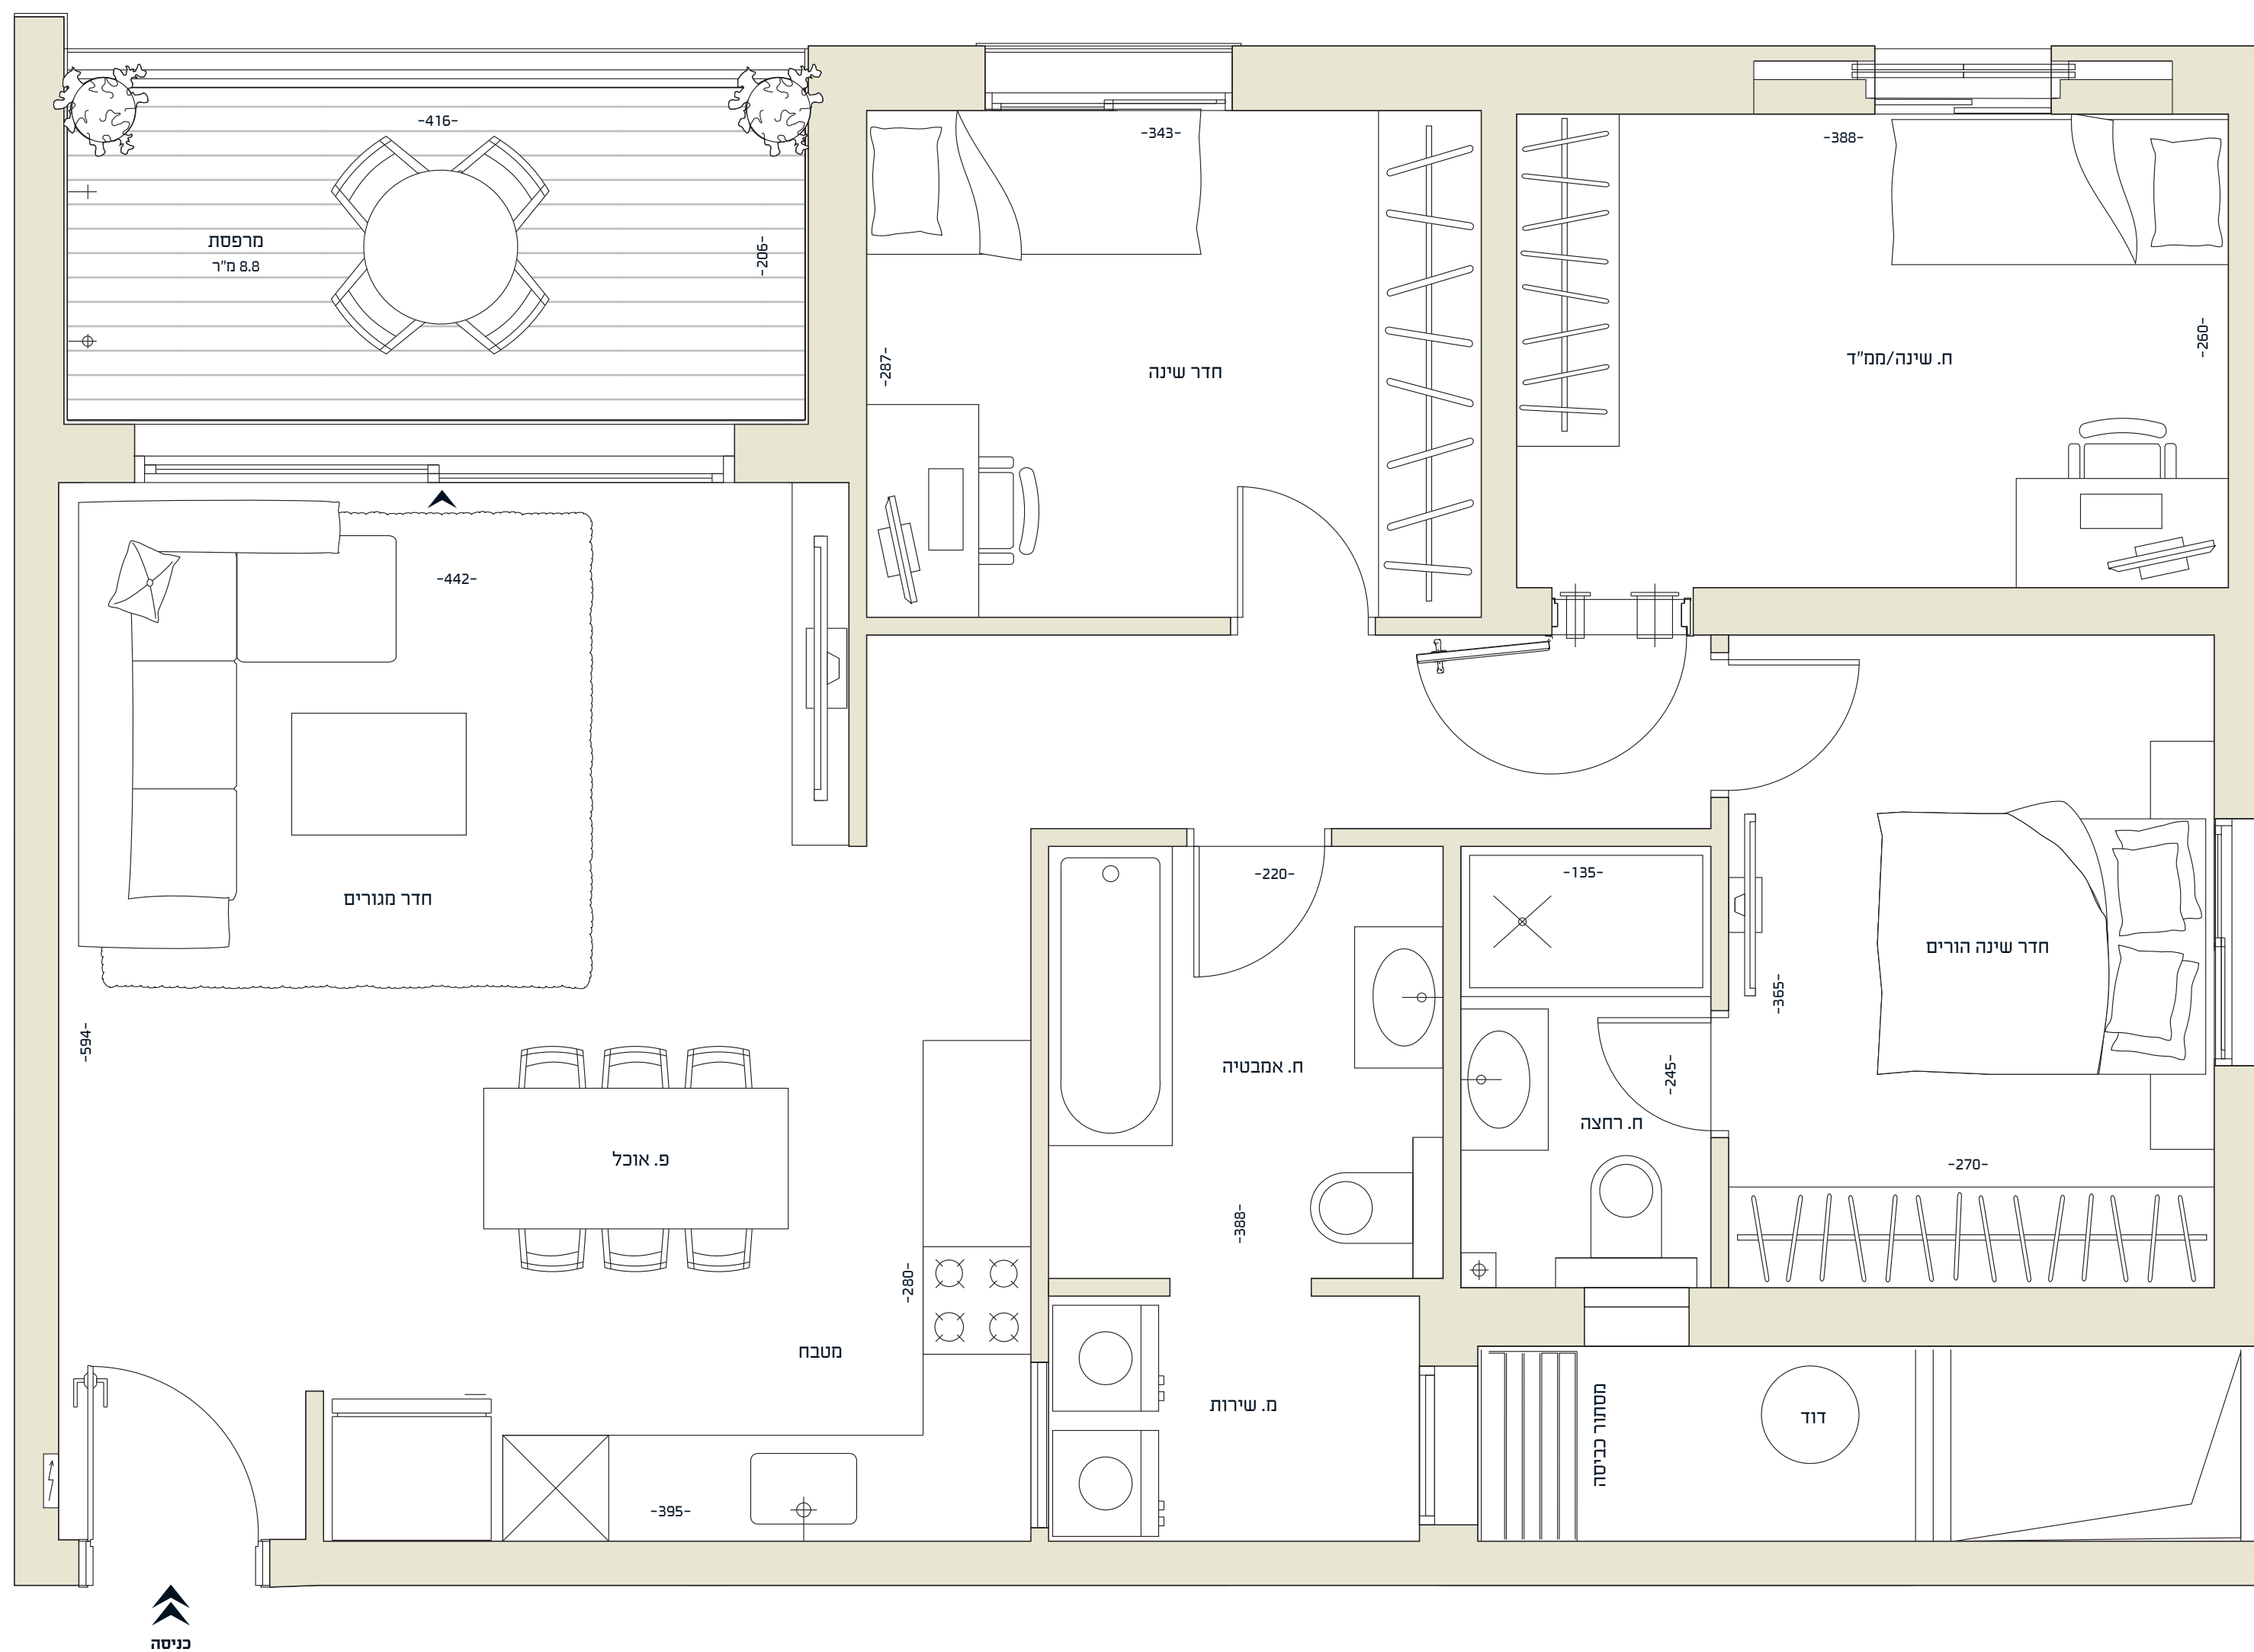 -416-
מרפסת
8.8 מ"ר
-206-
-343-
-287-
חדר שינה
-388-
-260-
ח. שינה/ממ"ד
-442-
חדר מגורים
-594-
פ. אוכל
-280-
מטבח
-395-
-220-
ח. אמבטיה
-388-
מ. שירות
-135-
-245-
ח. רחצה
-365-
חדר שינה הורים
-270-
מסתור כביסה
דוד
כניסה